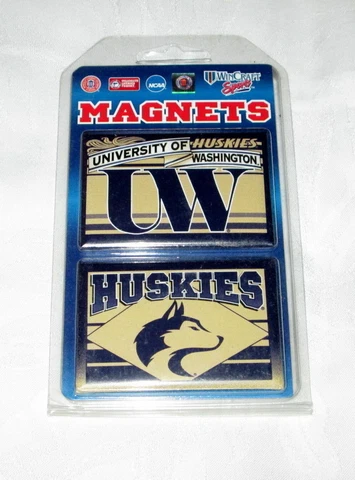 NCAA
WINCRAFT
Sports
MAGNETS
HUSKIES
UNIVERSITY OF WASHINGTON
UW
HUSKIES